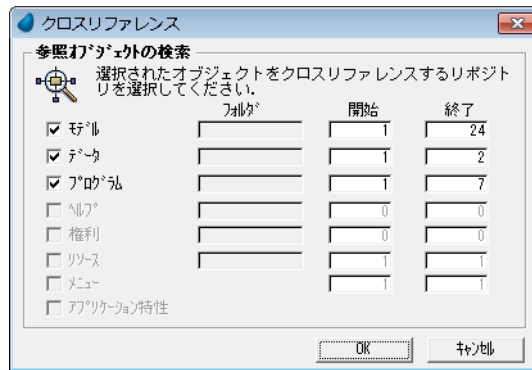 クロスリファレンス
参照ｵﾌﾞｼﾞｪｸﾄの検索
選択されたオブジェクトをクロスリファレンスするリポジト
リを選択してください.
ﾌｫﾙﾀﾞ 開始 終了
ﾓﾃﾞﾙ 1 24
ﾃﾞｰﾀ 1 2
ﾌﾟﾛｸﾞﾗﾑ 1 7
ﾍﾙﾌﾟ 0 0
権利 0 0
ﾘｿｰｽ 1 1
ﾒﾆｭｰ 1 1
ｱﾌﾟﾘｹｰｼｮﾝ特性
OK ｷｬﾝｾﾙ